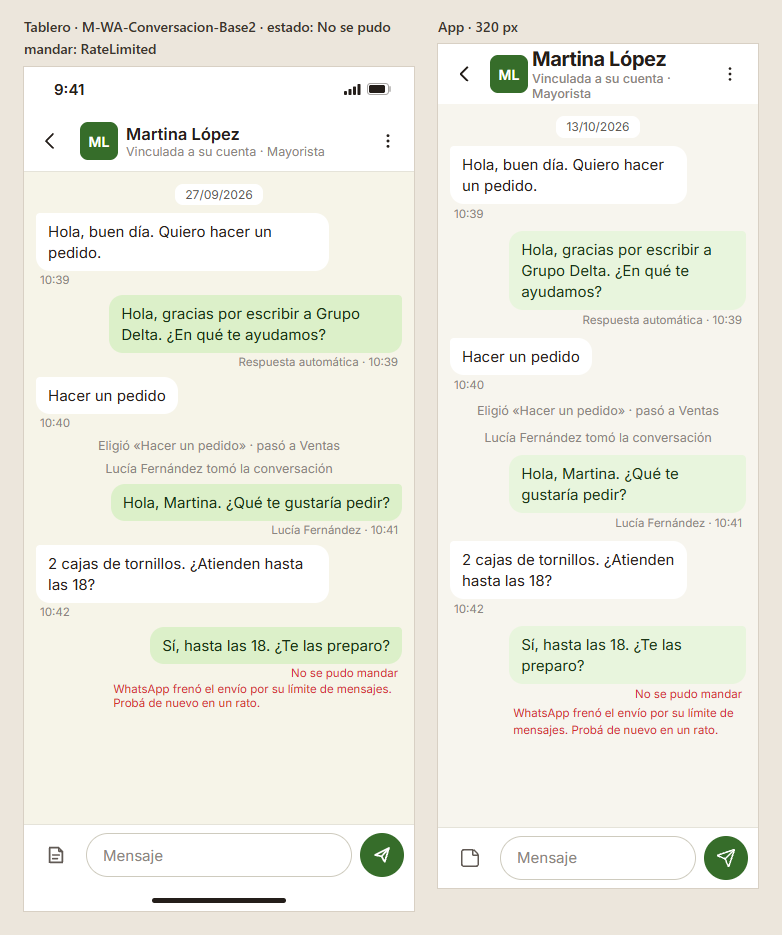 Tablero · M-WA-Conversacion-Base2 · estado: No se pudo
mandar: RateLimited
9:41
ML
Martina López
Vinculada a su cuenta · Mayorista
27/09/2026
Hola, buen día. Quiero hacer un
pedido.
10:39
Hola, gracias por escribir a Grupo
Delta. ¿En qué te ayudamos?
Respuesta automática · 10:39
Hacer un pedido
10:40
Eligió «Hacer un pedido» · pasó a Ventas
Lucía Fernández tomó la conversación
Hola, Martina. ¿Qué te gustaría pedir?
Lucía Fernández · 10:41
2 cajas de tornillos. ¿Atienden hasta
las 18?
10:42
Sí, hasta las 18. ¿Te las preparo?
No se pudo mandar
WhatsApp frenó el envío por su límite de mensajes.
Probá de nuevo en un rato.
Mensaje
App · 320 px
ML
Martina López
Vinculada a su cuenta ·
Mayorista
13/10/2026
Hola, buen día. Quiero hacer
un pedido.
10:39
Hola, gracias por escribir a
Grupo Delta. ¿En qué te
ayudamos?
Respuesta automática · 10:39
Hacer un pedido
10:40
Eligió «Hacer un pedido» · pasó a Ventas
Lucía Fernández tomó la conversación
Hola, Martina. ¿Qué te
gustaría pedir?
Lucía Fernández · 10:41
2 cajas de tornillos. ¿Atienden
hasta las 18?
10:42
Sí, hasta las 18. ¿Te las
preparo?
No se pudo mandar
WhatsApp frenó el envío por su límite de
mensajes. Probá de nuevo en un rato.
Mensaje